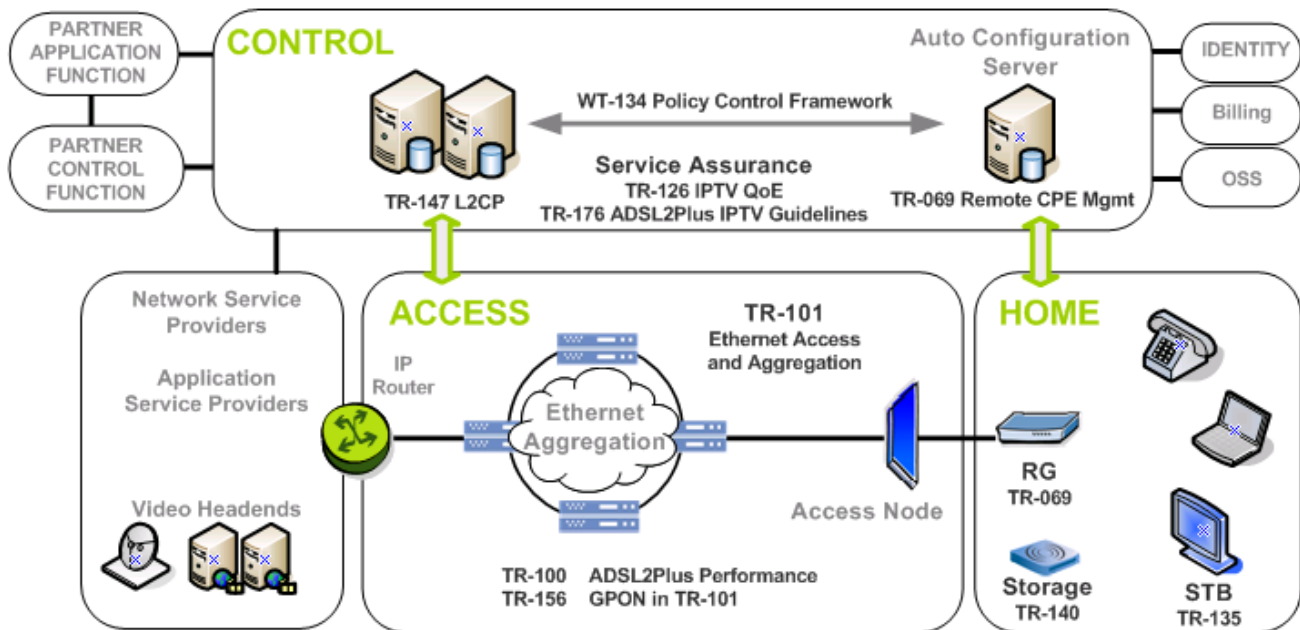 PARTNER
APPLICATION
FUNCTION
PARTNER
CONTROL
FUNCTION
CONTROL
Auto Configuration
Server
WT-134 Policy Control Framework
Service Assurance
TR-126 IPTV QoE
TR-176 ADSL2Plus IPTV Guidelines
TR-147 L2CP
TR-069 Remote CPE Mgmt
IDENTITY
Billing
OSS
Network Service
Providers
Application
Service Providers
Video Headends
ACCESS
IP
Router
Ethernet
Aggregation
TR-101
Ethernet Access
and Aggregation
Access Node
TR-100 ADSL2Plus Performance
TR-156 GPON in TR-101
HOME
RG
TR-069
Storage
TR-140
STB
TR-135